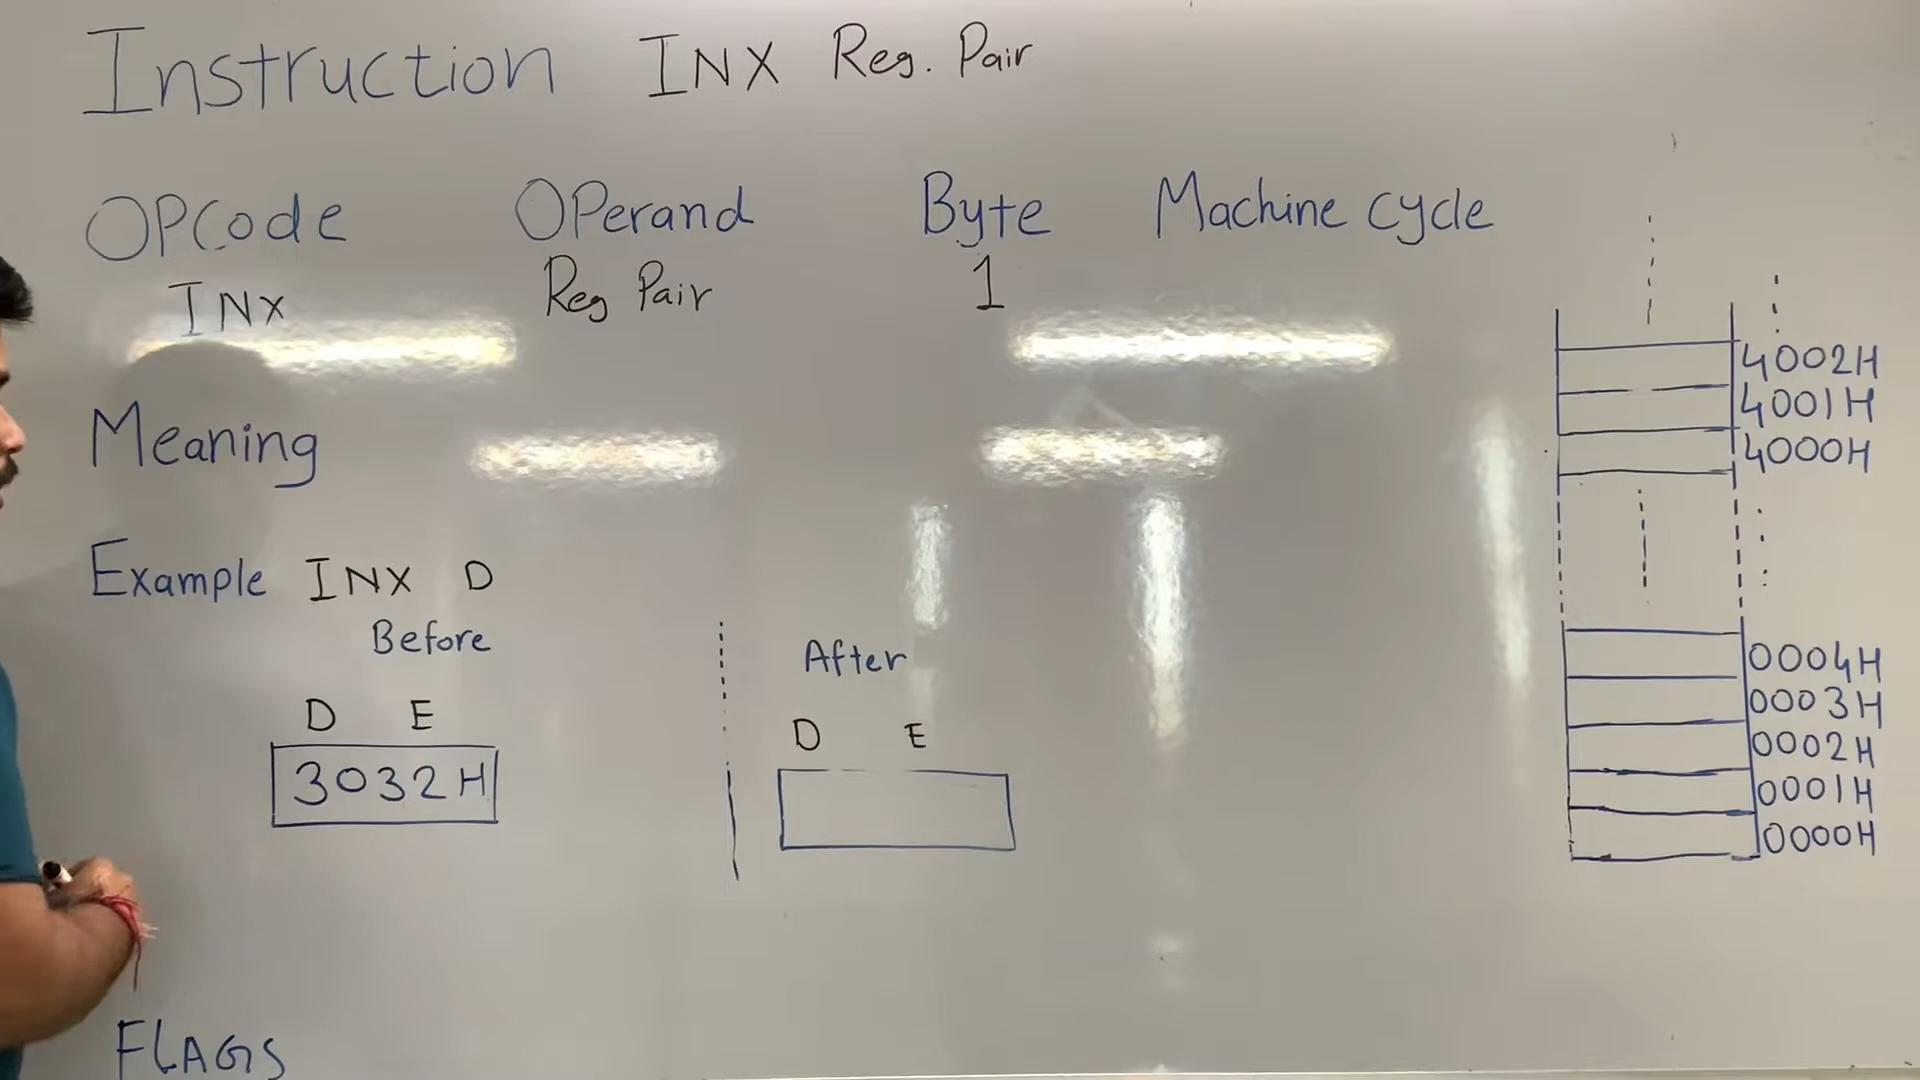 Instruction INX Reg. Pair
OPCode OPerand Byte Machine cycle
INX Reg Pair 1
Meaning
Example INX D
Before
D E
3032H
After
D E
FLAGS
4002H
4001H
4000H
0004H
0003H
0002H
0001H
0000H